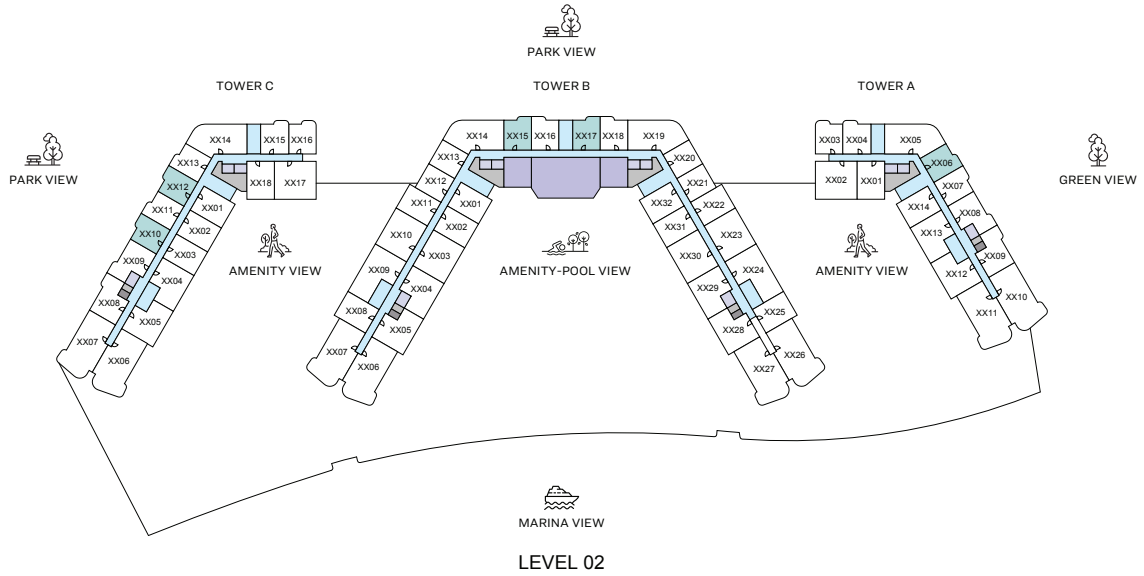 PARK VIEW
TOWER C
TOWER B
TOWER A
PARK VIEW
GREEN VIEW
XX14
XX15
XX16
XX13
XX12
XX11
XX10
XX09
XX08
XX07
XX06
XX05
XX04
XX03
XX02
XX01
XX18
XX17
AMENITY VIEW
XX14
XX15
XX16
XX17
XX18
XX19
XX13
XX12
XX11
XX10
XX09
XX08
XX07
XX06
XX05
XX04
XX03
XX02
XX01
AMENITY-POOL VIEW
XX20
XX21
XX22
XX23
XX24
XX25
XX26
XX27
XX28
XX29
XX30
XX31
XX32
AMENITY VIEW
XX03
XX04
XX05
XX02
XX01
XX06
XX07
XX08
XX09
XX10
XX11
XX12
XX13
XX14
MARINA VIEW
LEVEL 02